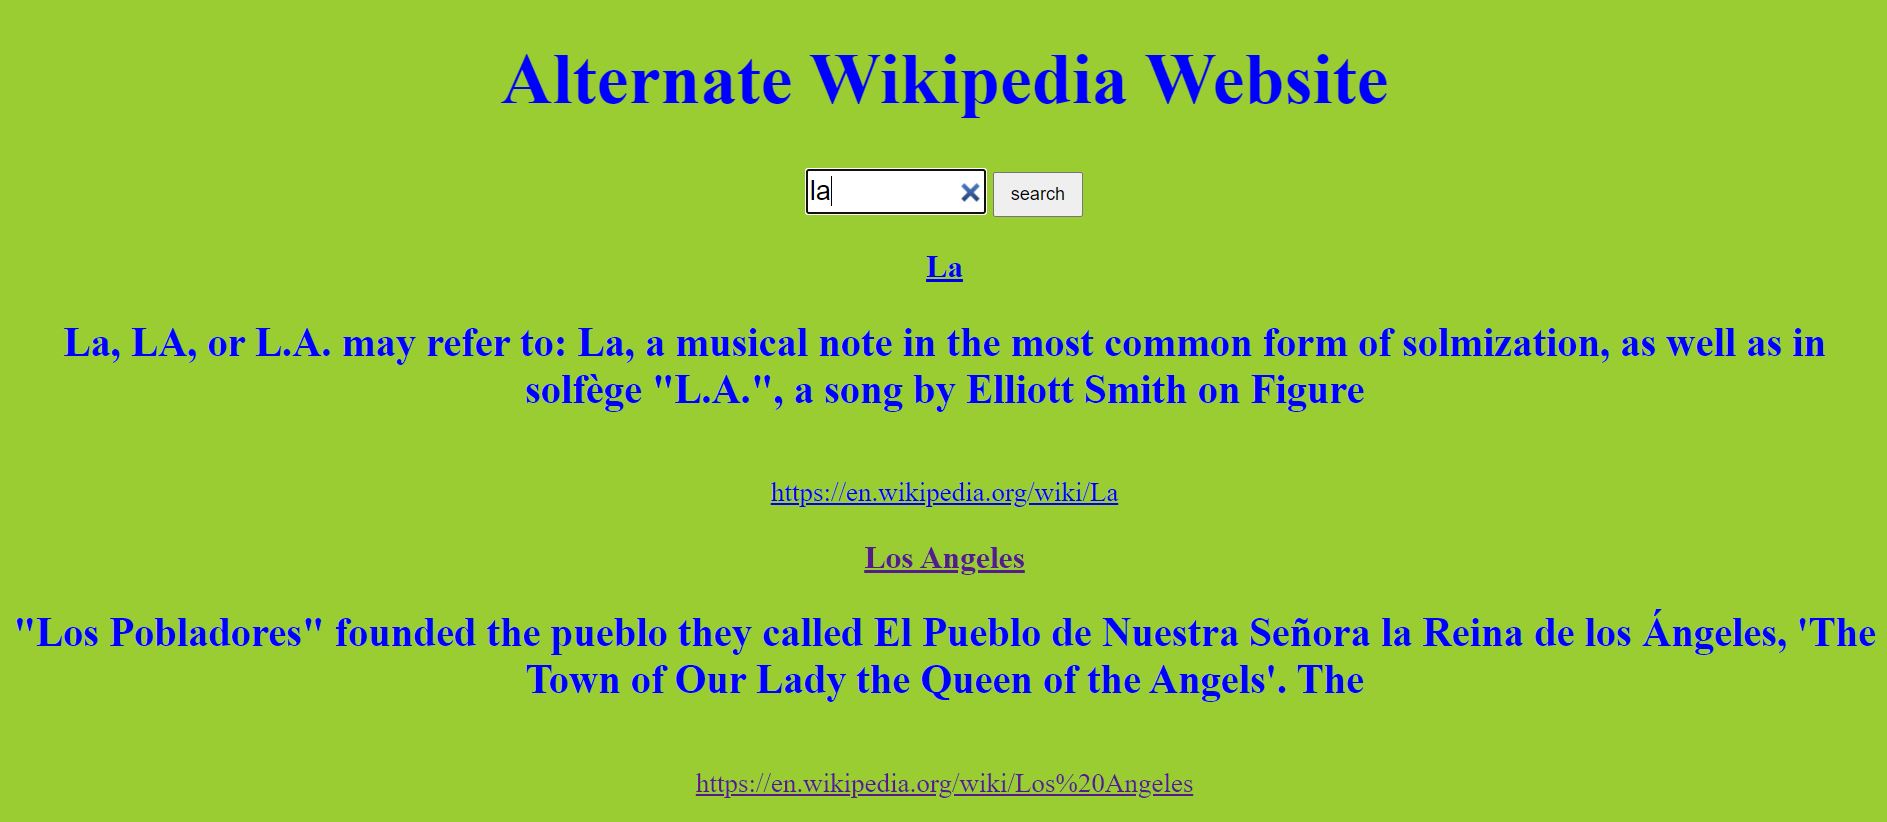 Alternate Wikipedia Website
la
search
La
La, LA, or L.A. may refer to: La, a musical note in the most common form of solmization, as well as in
solfège "L.A.", a song by Elliott Smith on Figure
https://en.wikipedia.org/wiki/La
Los Angeles
"Los Pobladores" founded the pueblo they called El Pueblo de Nuestra Señora la Reina de los Ángeles, 'The
Town of Our Lady the Queen of the Angels'. The
https://en.wikipedia.org/wiki/Los%20Angeles